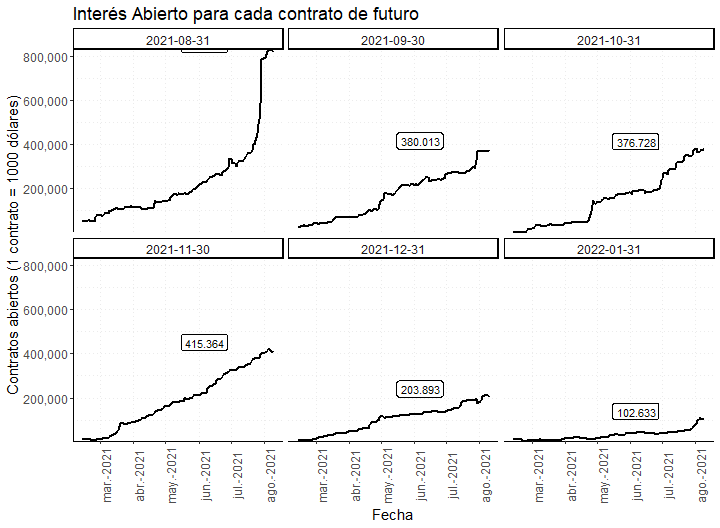 Interés Abierto para cada contrato de futuro
2021-08-31
2021-09-30
2021-10-31
800,000
600,000
400,000
200,000
380.013
376.728
2021-11-30
2021-12-31
2022-01-31
800,000
600,000
400,000
200,000
415.364
203.893
102.633
mar.-2021
abr.-2021
may.-2021
jun.-2021
jul.-2021
ago.-2021
mar.-2021
abr.-2021
may.-2021
jun.-2021
jul.-2021
ago.-2021
mar.-2021
abr.-2021
may.-2021
jun.-2021
jul.-2021
ago.-2021
Fecha
Contratos abiertos (1 contrato = 1000 dólares)